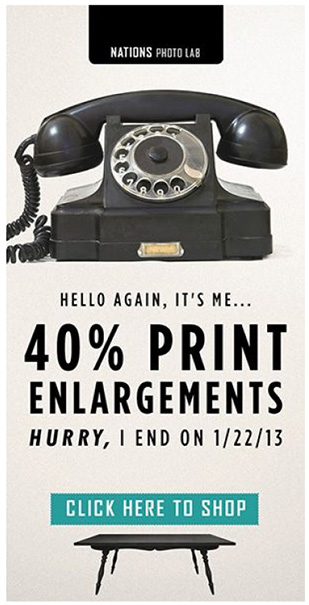 NATIONS PHOTO LAB
HELLO AGAIN, IT'S ME...
40% PRINT
ENLARGEMENTS
HURRY, I END ON 1/22/13
CLICK HERE TO SHOP